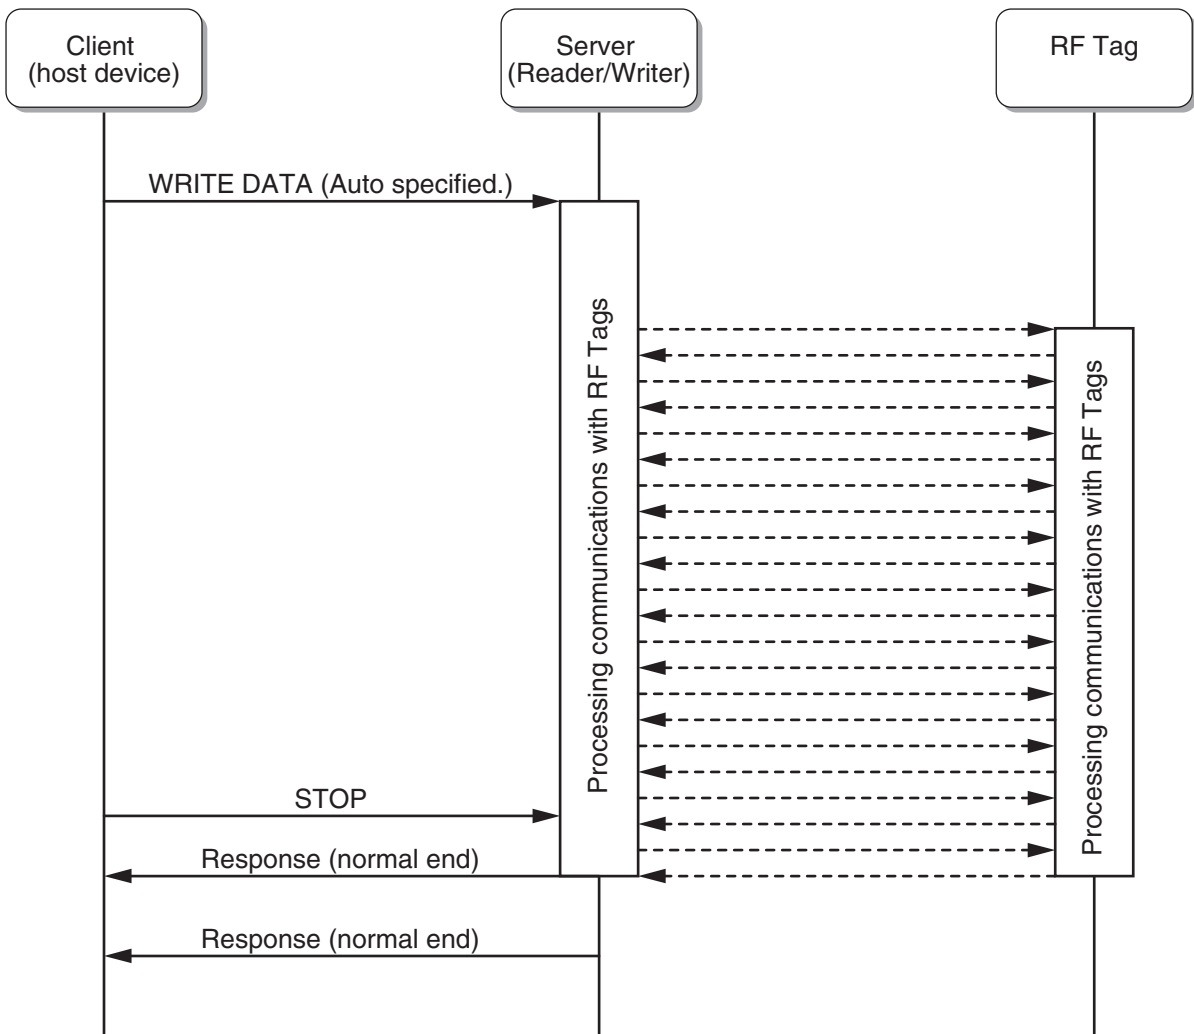 Client
(host device)
Server
(Reader/Writer)
RF Tag
WRITE DATA (Auto specified.)
Processing communications with RF Tags
Processing communications with RF Tags
STOP
Response (normal end)
Response (normal end)